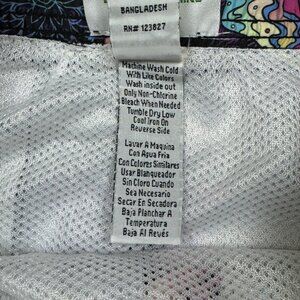 BANGLADESH
RN# 123827
Machine Wash Cold
With Like Colors
Wash inside out
Only Non-Chlorine
Bleach When Needed
Tumble Dry Low
Cool Iron On
Reverse Side
Lavar A Maquina
Con Agua Fria
Con Colores Similares
Usar Blanqueador
Sin Cloro Cuando
Sea Necesario
Secar En Secadora
Baja Planchar A
Temperatura
Baja Al Revés